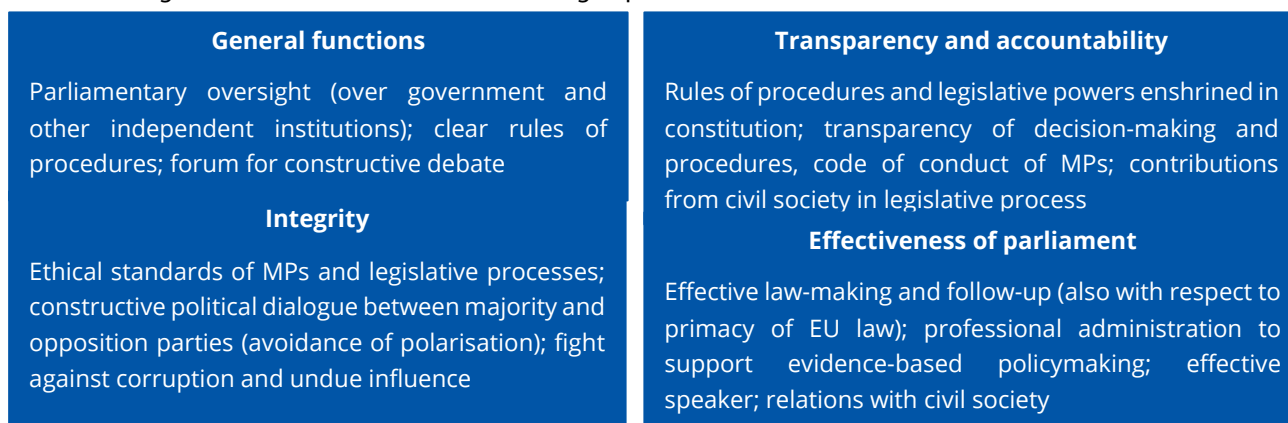 General functions
Parliamentary oversight (over government and
other independent institutions); clear rules of
procedures; forum for constructive debate
Integrity
Ethical standards of MPs and legislative processes;
constructive political dialogue between majority and
opposition parties (avoidance of polarisation); fight
against corruption and undue influence
Transparency and accountability
Rules of procedures and legislative powers enshrined in
constitution; transparency of decision-making and
procedures, code of conduct of MPs; contributions
from civil society in legislative process
Effectiveness of parliament
Effective law-making and follow-up (also with respect to
primacy of EU law); professional administration to
support evidence-based policymaking; effective
speaker; relations with civil society